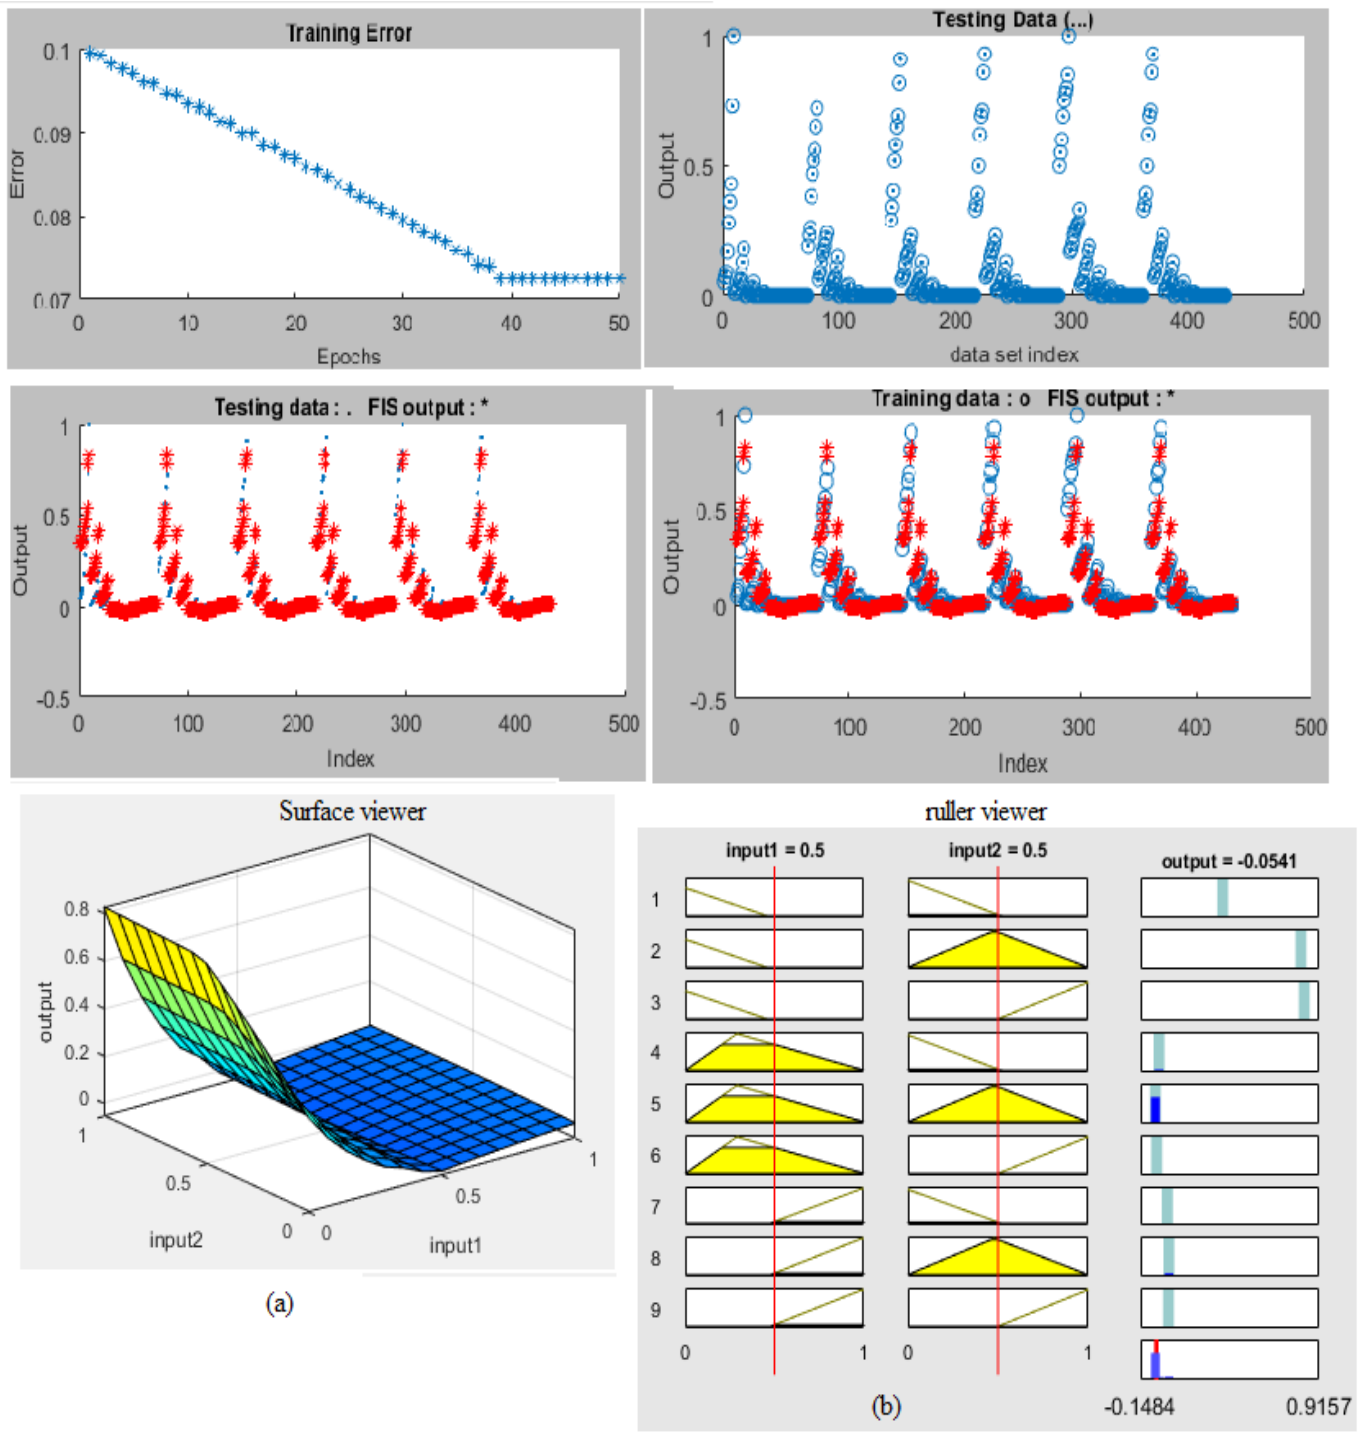 Training Error
0.1
0.09
0.08
0.07
Error
0 10 20 30 40 50
Epochs
Testing Data (...)
1
0.5
0
Output
0 100 200 300 400 500
data set index
Testing data : . FIS output : *
1
0.5
0
-0.5
Output
0 100 200 300 400 500
Index
Training data : o FIS output : *
1
0.5
0
-0.5
Output
0 100 200 300 400 500
Index
Surface viewer
0.8
0.6
0.4
0.2
0
output
1
0.5
0
input2
0
0.5
1
input1
(a)
ruller viewer
input1 = 0.5
input2 = 0.5
output = -0.0541
1
2
3
4
5
6
7
8
9
0 1
0 1
-0.1484 0.9157
(b)